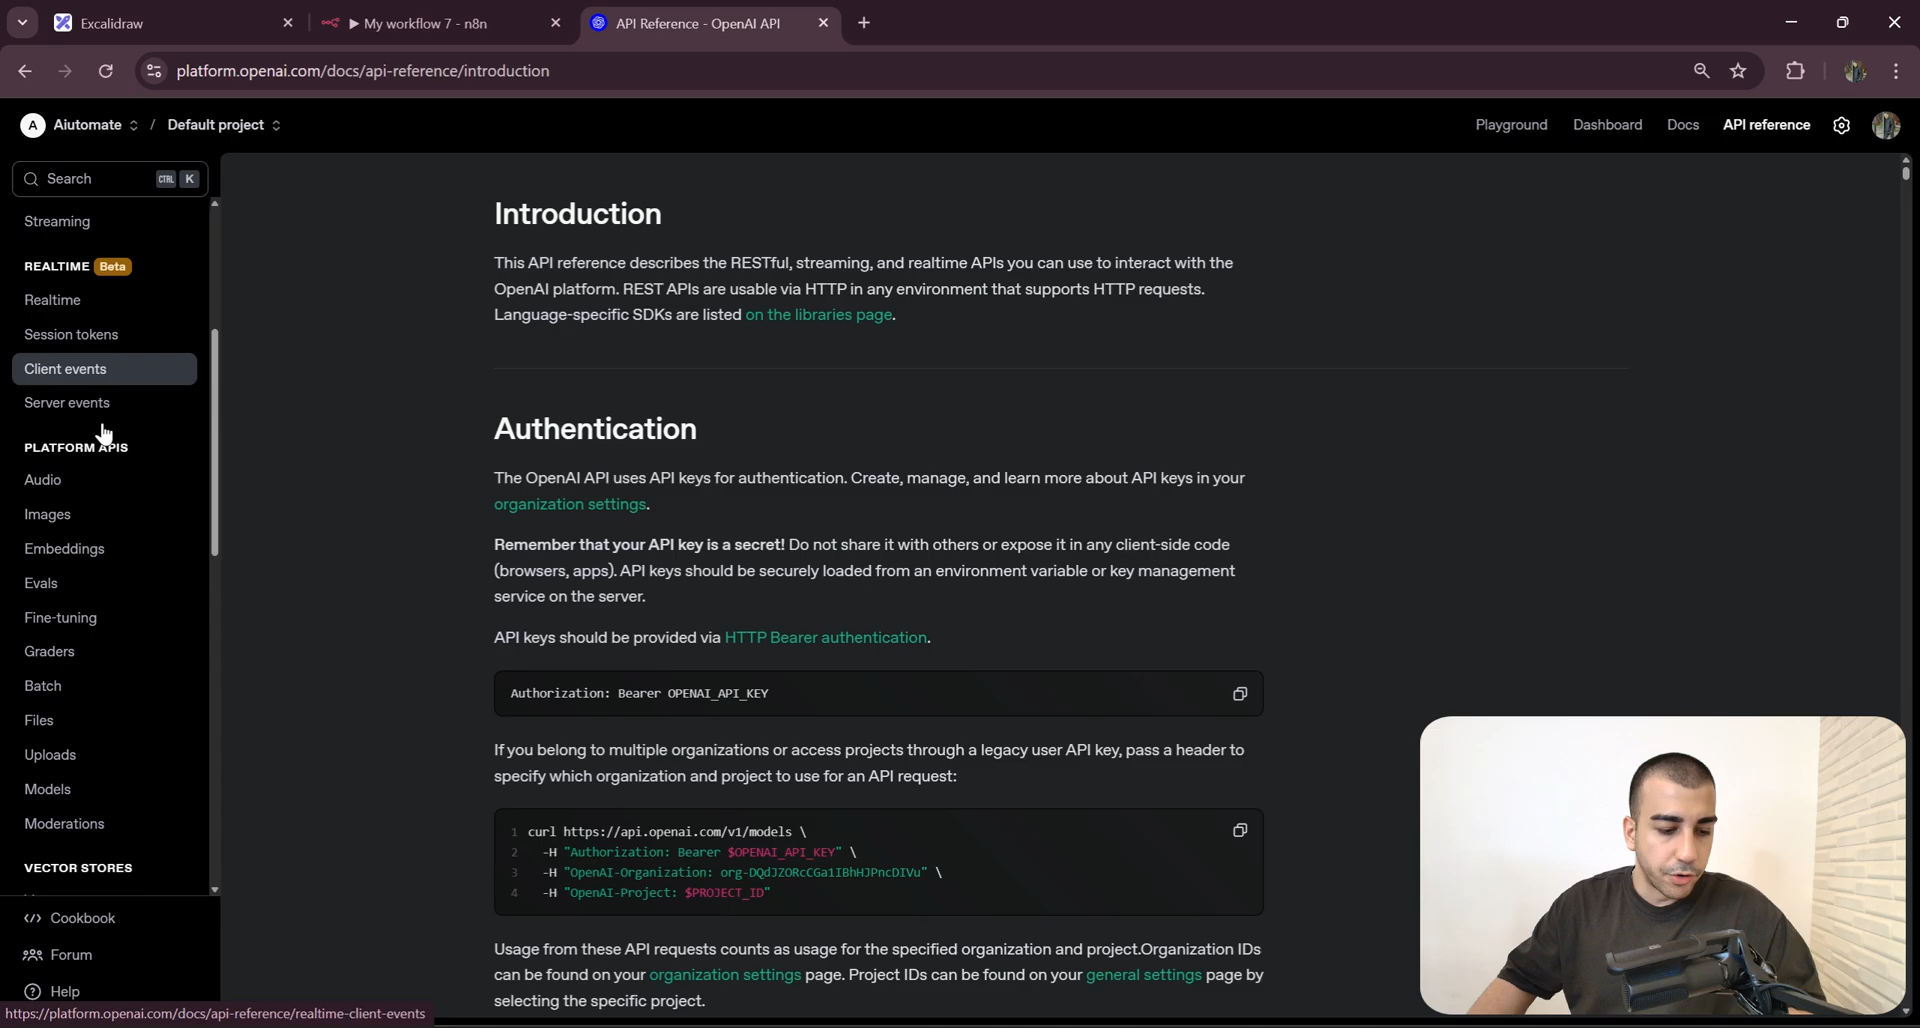 Excalidraw
▶ My workflow 7 - n8n
API Reference - OpenAI API
platform.openai.com/docs/api-reference/introduction
A Aiutomate / Default project
Playground Dashboard Docs API reference
Search CTRL K
Streaming
REALTIME Beta
Realtime
Session tokens
Client events
Server events
PLATFORM APIS
Audio
Images
Embeddings
Evals
Fine-tuning
Graders
Batch
Files
Uploads
Models
Moderations
VECTOR STORES
Cookbook
Forum
Help
https://platform.openai.com/docs/api-reference/realtime-client-events
Introduction
This API reference describes the RESTful, streaming, and realtime APIs you can use to interact with the
OpenAI platform. REST APIs are usable via HTTP in any environment that supports HTTP requests.
Language-specific SDKs are listed on the libraries page.
Authentication
The OpenAI API uses API keys for authentication. Create, manage, and learn more about API keys in your
organization settings.
Remember that your API key is a secret! Do not share it with others or expose it in any client-side code
(browsers, apps). API keys should be securely loaded from an environment variable or key management
service on the server.
API keys should be provided via HTTP Bearer authentication.
Authorization: Bearer OPENAI_API_KEY
If you belong to multiple organizations or access projects through a legacy user API key, pass a header to
specify which organization and project to use for an API request:
1 curl https://api.openai.com/v1/models \
2 -H "Authorization: Bearer $OPENAI_API_KEY" \
3 -H "OpenAI-Organization: org-DQdJZORcCGa1IBhHJPncDIVu" \
4 -H "OpenAI-Project: $PROJECT_ID"
Usage from these API requests counts as usage for the specified organization and project.Organization IDs
can be found on your organization settings page. Project IDs can be found on your general settings page by
selecting the specific project.